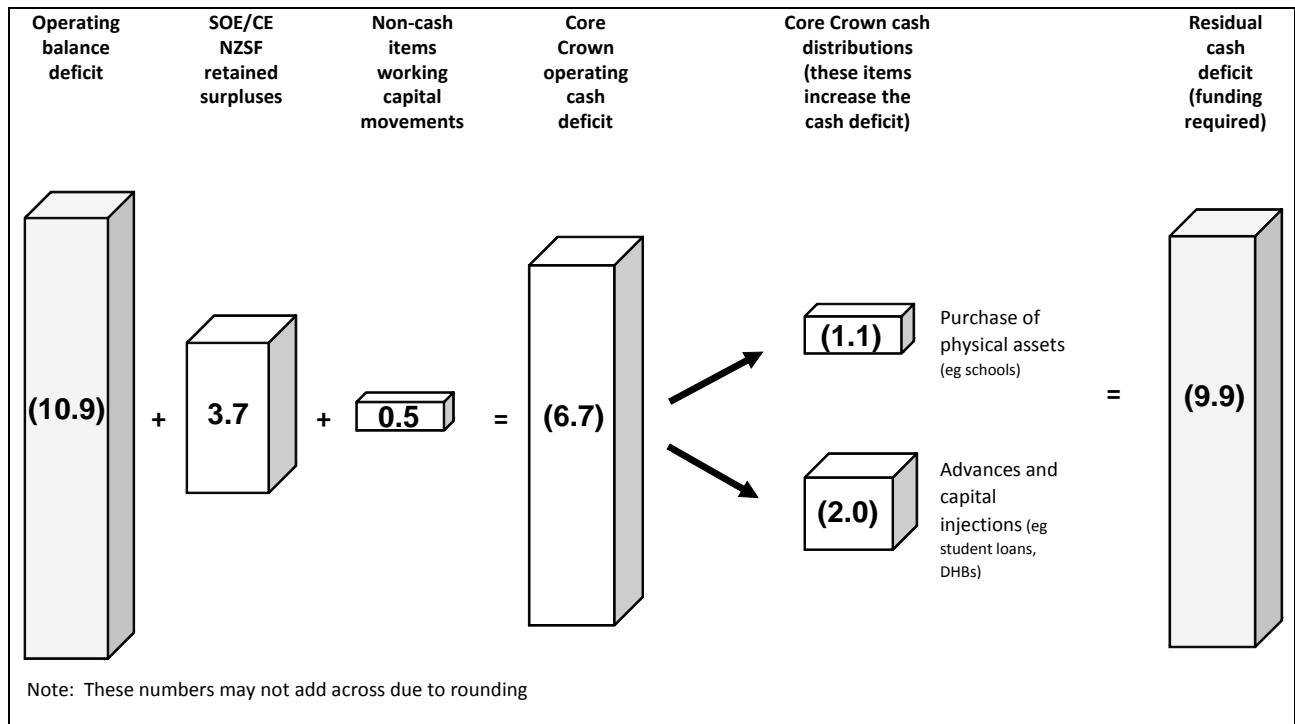 Operating
balance
deficit
SOE/CE
NZSF
retained
surpluses
Non-cash
items
working
capital
movements
Core
Crown
operating
cash
deficit
Core Crown cash
distributions
(these items
increase the
cash deficit)
Residual
cash
deficit
(funding
required)
(10.9)
+
3.7
+
0.5
=
(6.7)
(1.1)
Purchase of
physical assets
(eg schools)
(2.0)
Advances and
capital
injections (eg
student loans,
DHBs)
=
(9.9)
Note: These numbers may not add across due to rounding